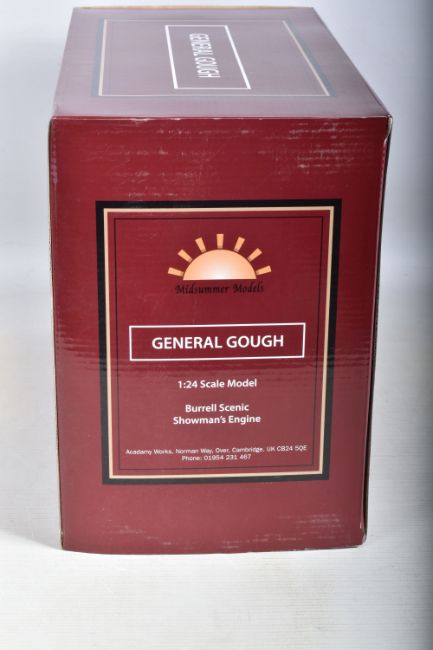 GENERAL GOUGH
Midsummer Models
GENERAL GOUGH
1:24 Scale Model
Burrell Scenic
Showman's Engine
Acadamy Works, Norman Way, Over, Cambridge, UK CB24 5QE
Phone: 01954 231 467